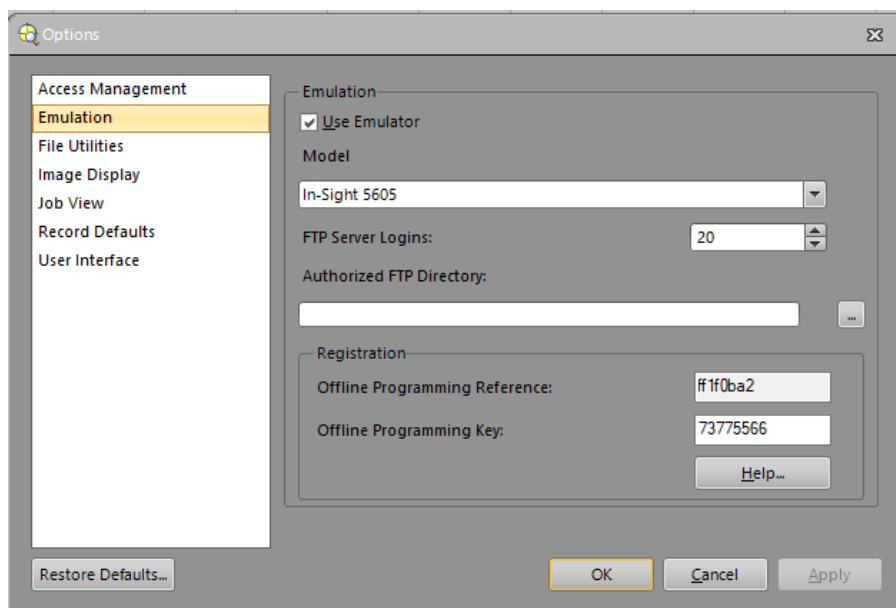 Options
Access Management
Emulation
File Utilities
Image Display
Job View
Record Defaults
User Interface
Emulation
Use Emulator
Model
In-Sight 5605
FTP Server Logins: 20
Authorized FTP Directory:
...
Registration
Offline Programming Reference: ff1f0ba2
Offline Programming Key: 73775566
Help...
Restore Defaults... OK Cancel Apply